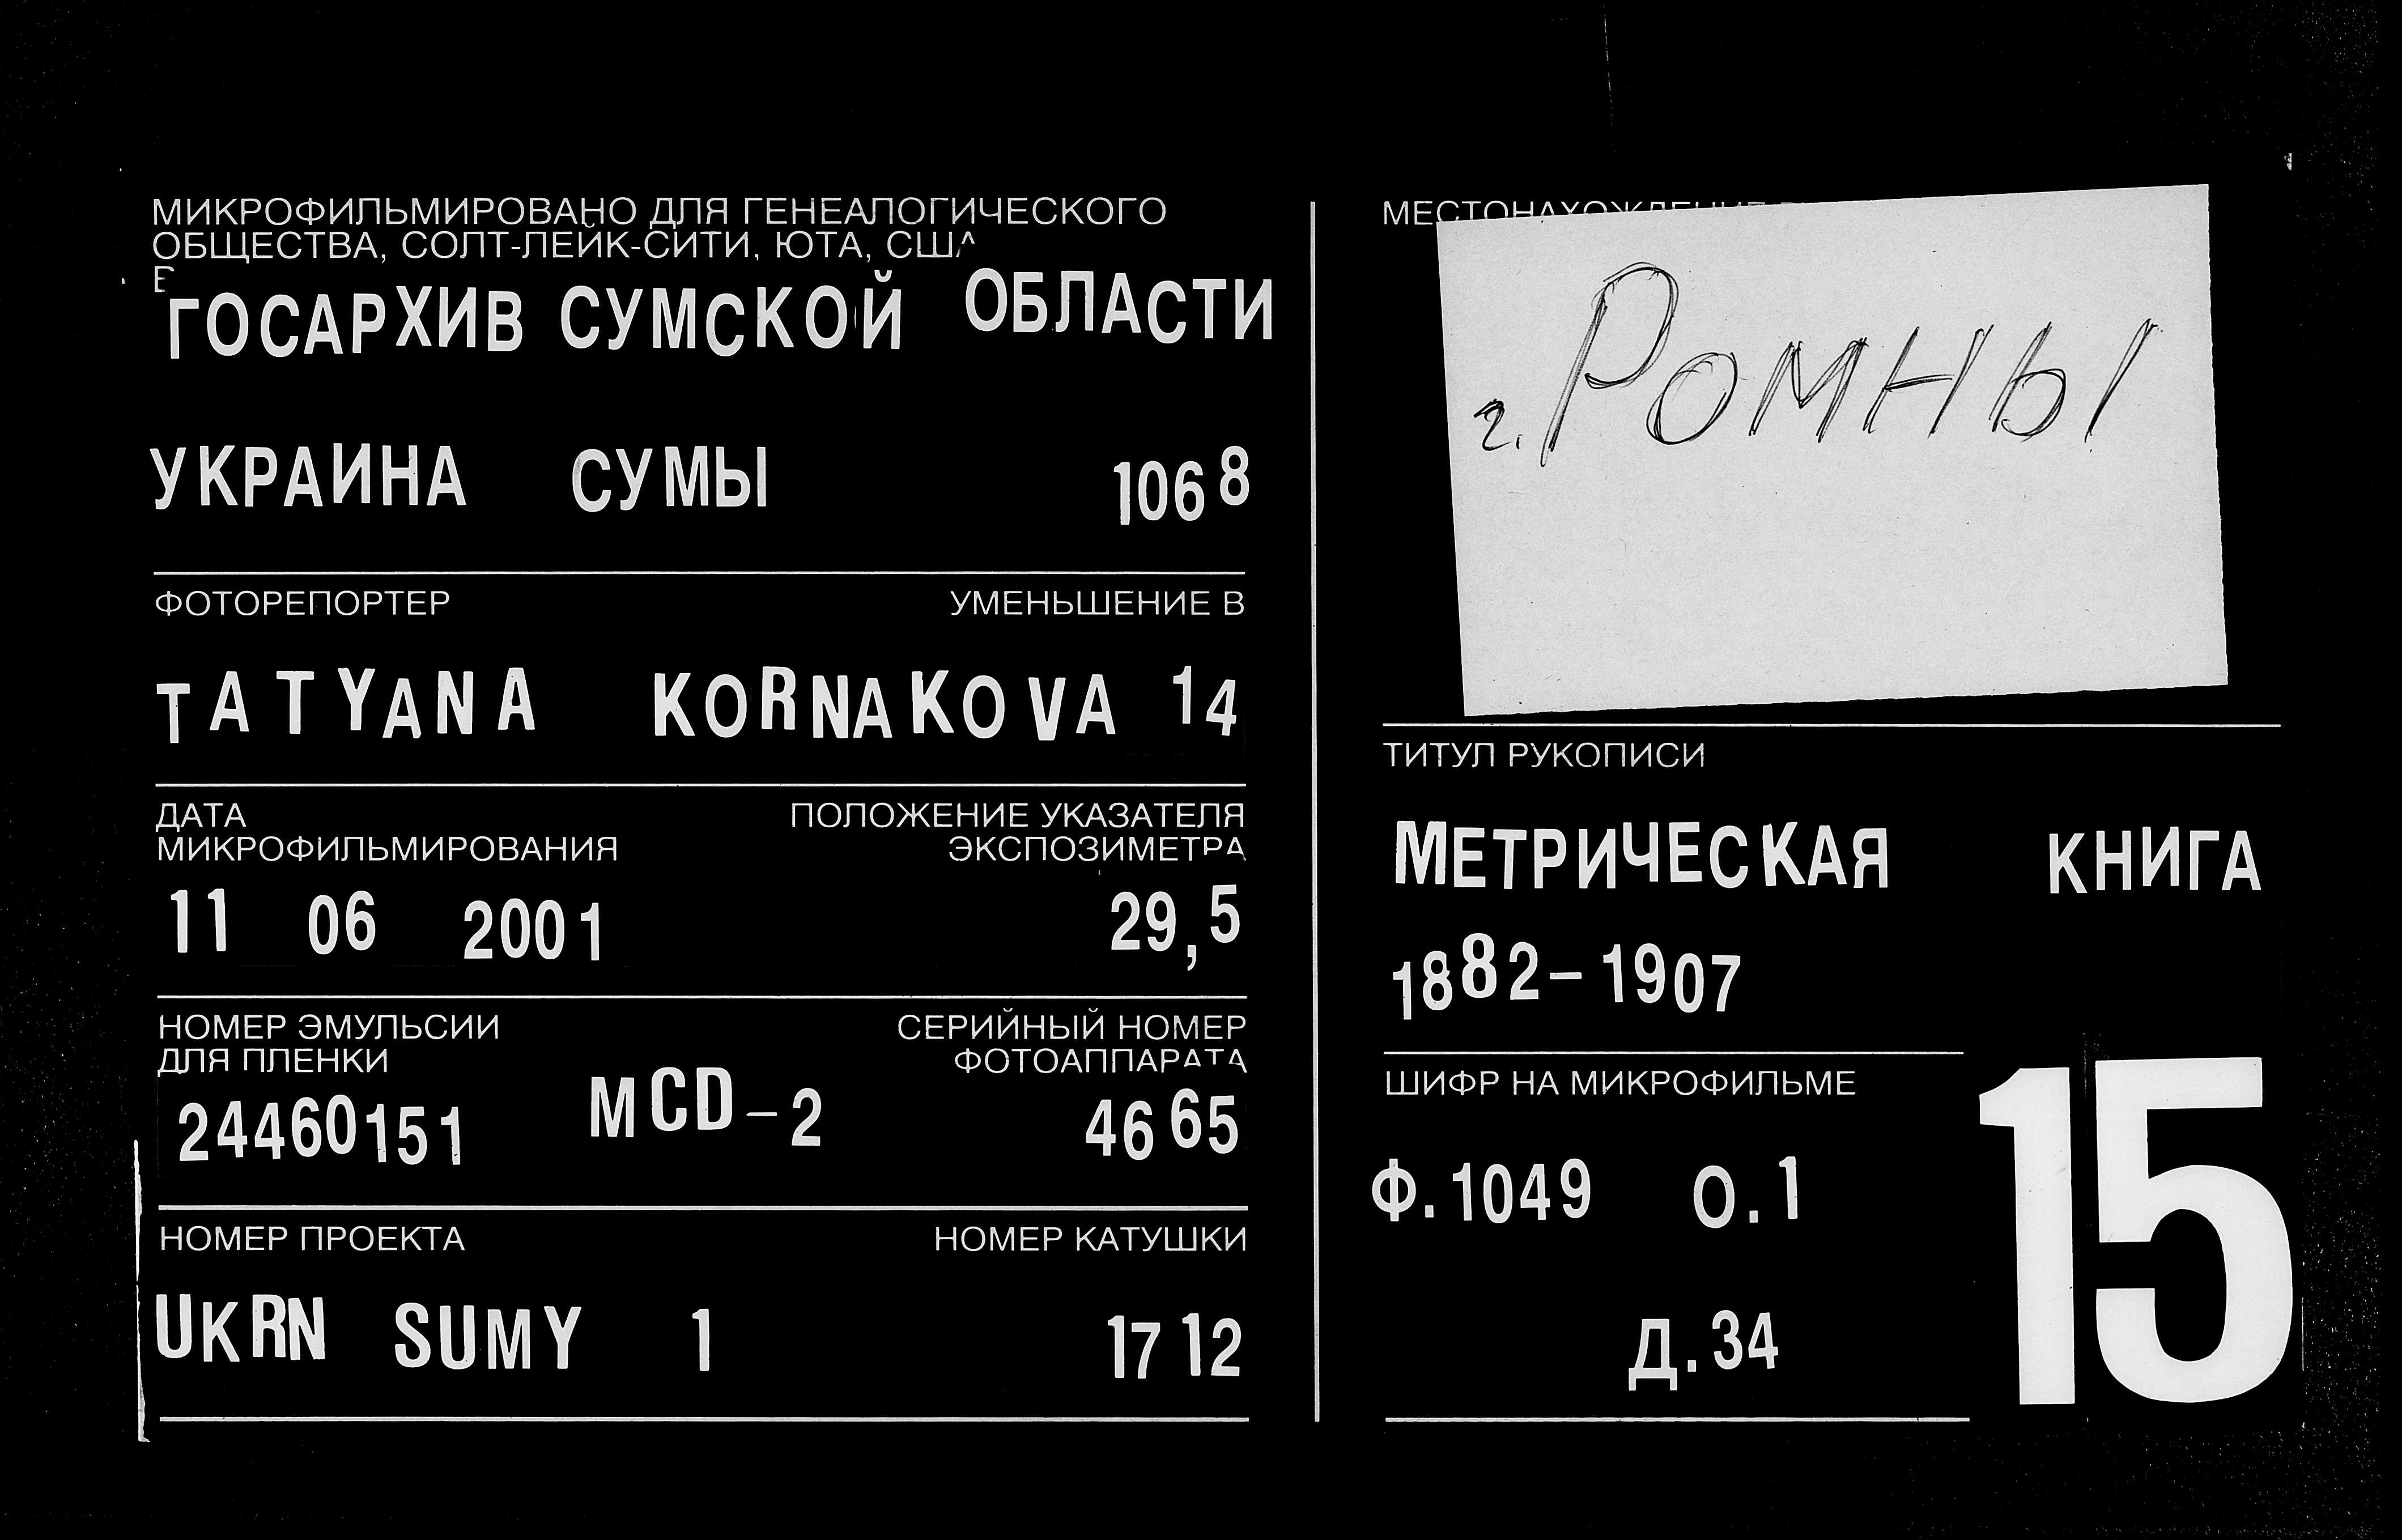 МИКРОФИЛЬМИРОВАНО ДЛЯ ГЕНЕАЛОГИЧЕСКОГО
ОБЩЕСТВА, СОЛТ-ЛЕЙК-СИТИ, ЮТА, США
ГОСАРХИВ СУМСКОЙ ОБЛАСТИ
УКРАИНА СУМЫ 1068
ФОТОРЕПОРТЕР УМЕНЬШЕНИЕ В
TATYANA KORNAKOVA 14
ДАТА ПОЛОЖЕНИЕ УКАЗАТЕЛЯ
МИКРОФИЛЬМИРОВАНИЯ ЭКСПОЗИМЕТРА
11 06 2001 29,5
НОМЕР ЭМУЛЬСИИ СЕРИЙНЫЙ НОМЕР
ДЛЯ ПЛЕНКИ ФОТОАППАРАТА
24460151 MCD-2 4665
НОМЕР ПРОЕКТА НОМЕР КАТУШКИ
UKRN SUMY 1 1712
МЕСТОНАХОЖДЕНИЕ
г. Ромны
ТИТУЛ РУКОПИСИ
МЕТРИЧЕСКАЯ КНИГА
1882-1907
ШИФР НА МИКРОФИЛЬМЕ
Ф.1049 О.1
Д.34
15